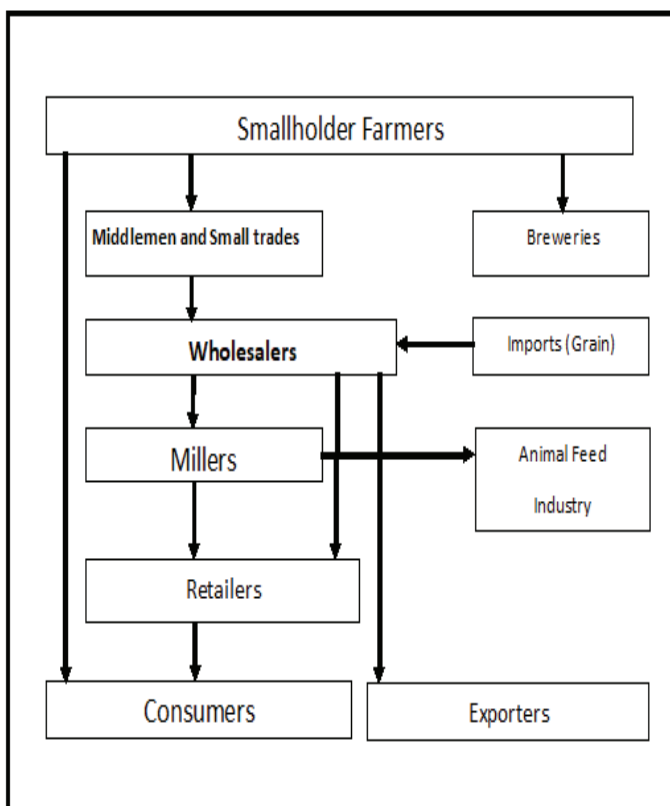 Smallholder Farmers
Middlemen and Small trades
Breweries
Wholesalers
Imports (Grain)
Millers
Animal Feed
Industry
Retailers
Consumers
Exporters